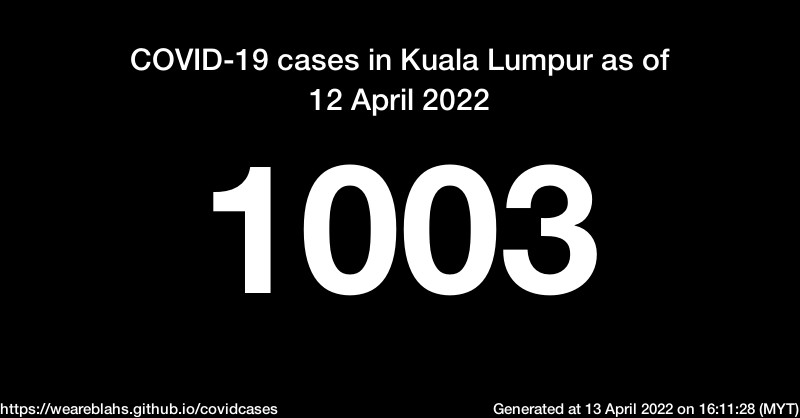 COVID-19 cases in Kuala Lumpur as of
12 April 2022
1003
https://weareblahs.github.io/covidcases
Generated at 13 April 2022 on 16:11:28 (MYT)